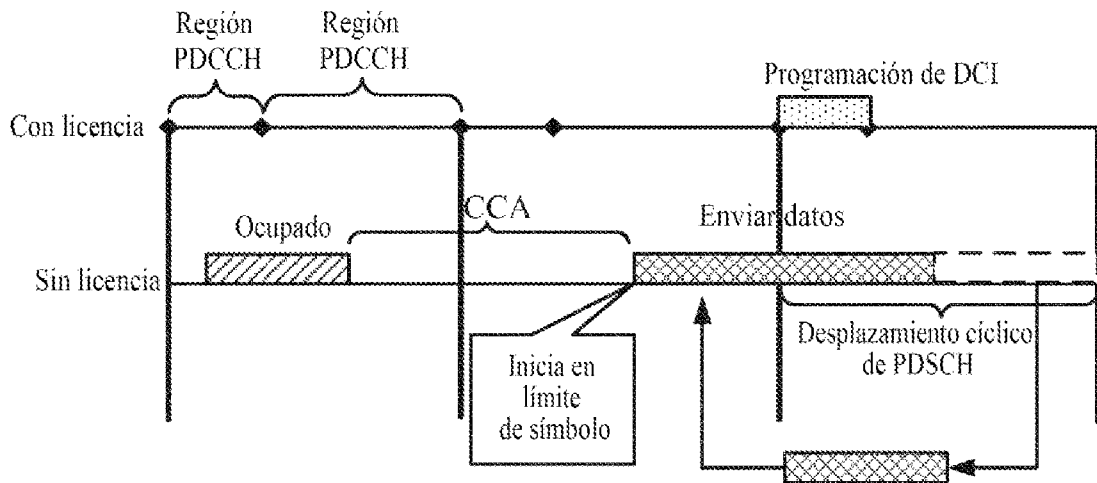 Región
PDCCH
Región
PDCCH
Programación de DCI
Con licencia
Ocupado
CCA
Enviar datos
Sin licencia
Inicia en
límite
de símbolo
Desplazamiento cíclico
de PDSCH